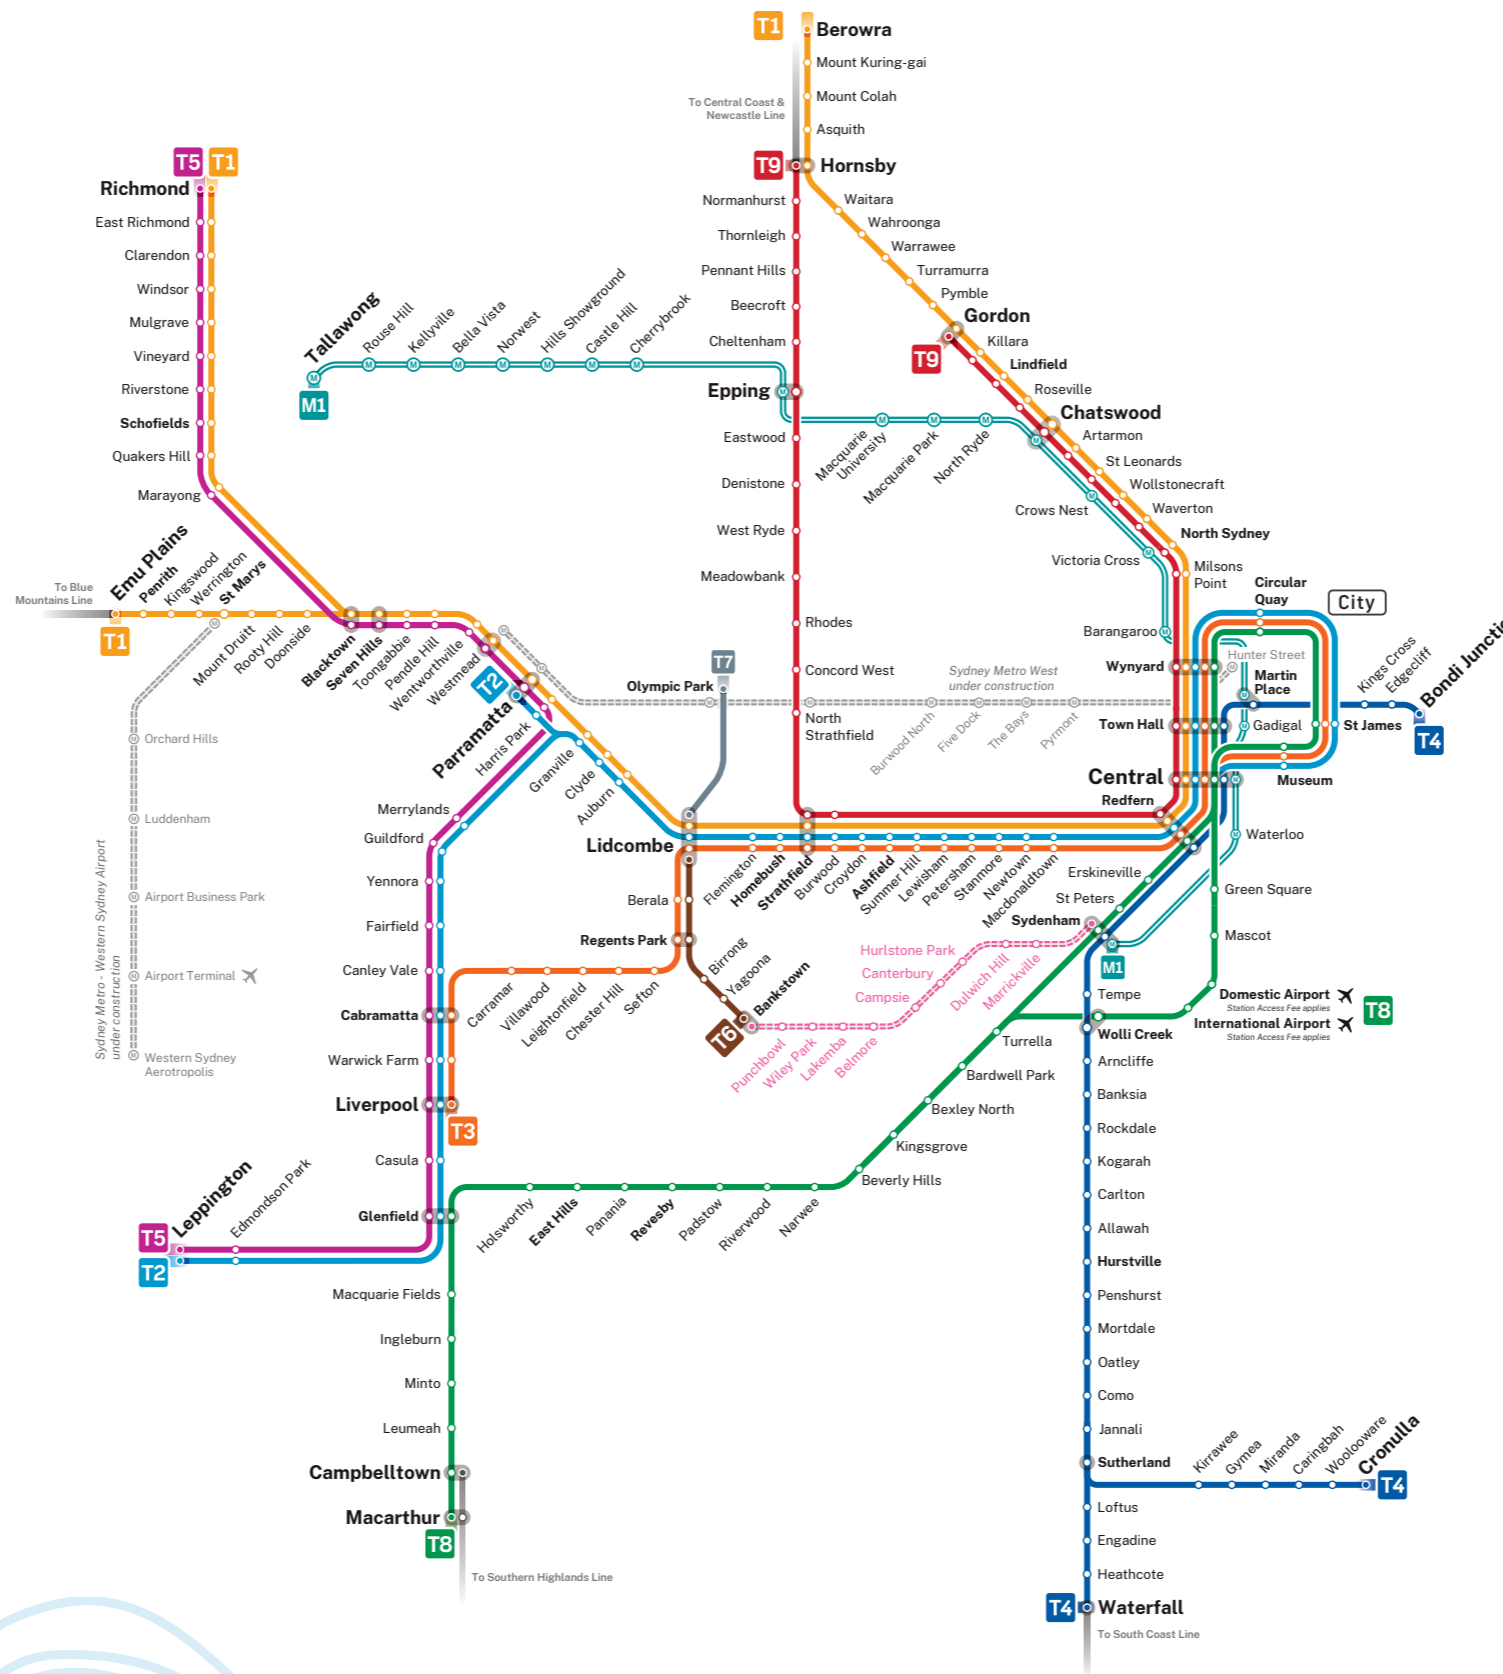 T1
Berowra
Mount Kuring-gai
To Central Coast &
Newcastle Line
Mount Colah
Asquith
T5
T1
T9
Hornsby
Richmond
East Richmond
Clarendon
Windsor
Mulgrave
Vineyard
Riverstone
Schofields
Quakers Hill
Marayong
Normanhurst
Thornleigh
Pennant Hills
Beecroft
Cheltenham
Epping
Eastwood
Denistone
West Ryde
Meadowbank
Rhodes
Concord West
North
Strathfield
Waitara
Wahroonga
Warrawee
Turramurra
Pymble
Gordon
T9
Killara
Lindfield
Roseville
Chatswood
Artarmon
St Leonards
Wollstonecraft
Waverton
North Sydney
Milsons
Point
Tallawong
M1
Rouse Hill
Kellyville
Bella Vista
Norwest
Hills Showground
Castle Hill
Cherrybrook
Macquarie
University
Macquarie Park
North Ryde
Crows Nest
Victoria Cross
Barangaroo
To Blue
Mountains Line
T1
Emu Plains
Penrith
Kingswood
Werrington
St Marys
Mount Druitt
Rooty Hill
Doonside
Blacktown
Seven Hills
Toongabbie
Pendle Hill
Wentworthville
Westmead
T2
Parramatta
Harris Park
Granville
Clyde
Auburn
Lidcombe
T7
Olympic Park
Sydney Metro West
under construction
Burwood North
Five Dock
The Bays
Pyrmont
Hunter Street
City
Circular
Quay
Wynyard
Martin
Place
Town Hall
Gadigal
St James
Central
Museum
Redfern
Kings Cross
Edgecliff
Bondi Junctio
T4
Waterloo
Green Square
Mascot
Domestic Airport
Station Access Fee applies
International Airport
Station Access Fee applies
T8
Flemington
Homebush
Strathfield
Burwood
Croydon
Ashfield
Summer Hill
Lewisham
Petersham
Stanmore
Newtown
Macdonaldtown
Erskineville
St Peters
Sydenham
M1
Orchard Hills
Luddenham
Airport Business Park
Airport Terminal
Western Sydney
Aerotropolis
Sydney Metro - Western Sydney Airport
under construction
Merrylands
Guildford
Yennora
Fairfield
Canley Vale
Cabramatta
Warwick Farm
Liverpool
T3
Casula
Glenfield
Leppington
Edmondson Park
T5
T2
Berala
Regents Park
Birrong
Yagoona
Bankstown
T6
Carramar
Villawood
Leightonfield
Chester Hill
Sefton
Punchbowl
Wiley Park
Lakemba
Belmore
Campsie
Canterbury
Hurlstone Park
Dulwich Hill
Marrickville
Tempe
Wolli Creek
Turrella
Bardwell Park
Bexley North
Kingsgrove
Beverly Hills
Narwee
Riverwood
Padstow
Revesby
Panania
East Hills
Holsworthy
Macquarie Fields
Ingleburn
Minto
Leumeah
Campbelltown
Macarthur
T8
To Southern Highlands Line
Arncliffe
Banksia
Rockdale
Kogarah
Carlton
Allawah
Hurstville
Penshurst
Mortdale
Oatley
Como
Jannali
Sutherland
Kirrawee
Gymea
Miranda
Caringbah
Woolooware
Cronulla
T4
Loftus
Engadine
Heathcote
T4
Waterfall
To South Coast Line